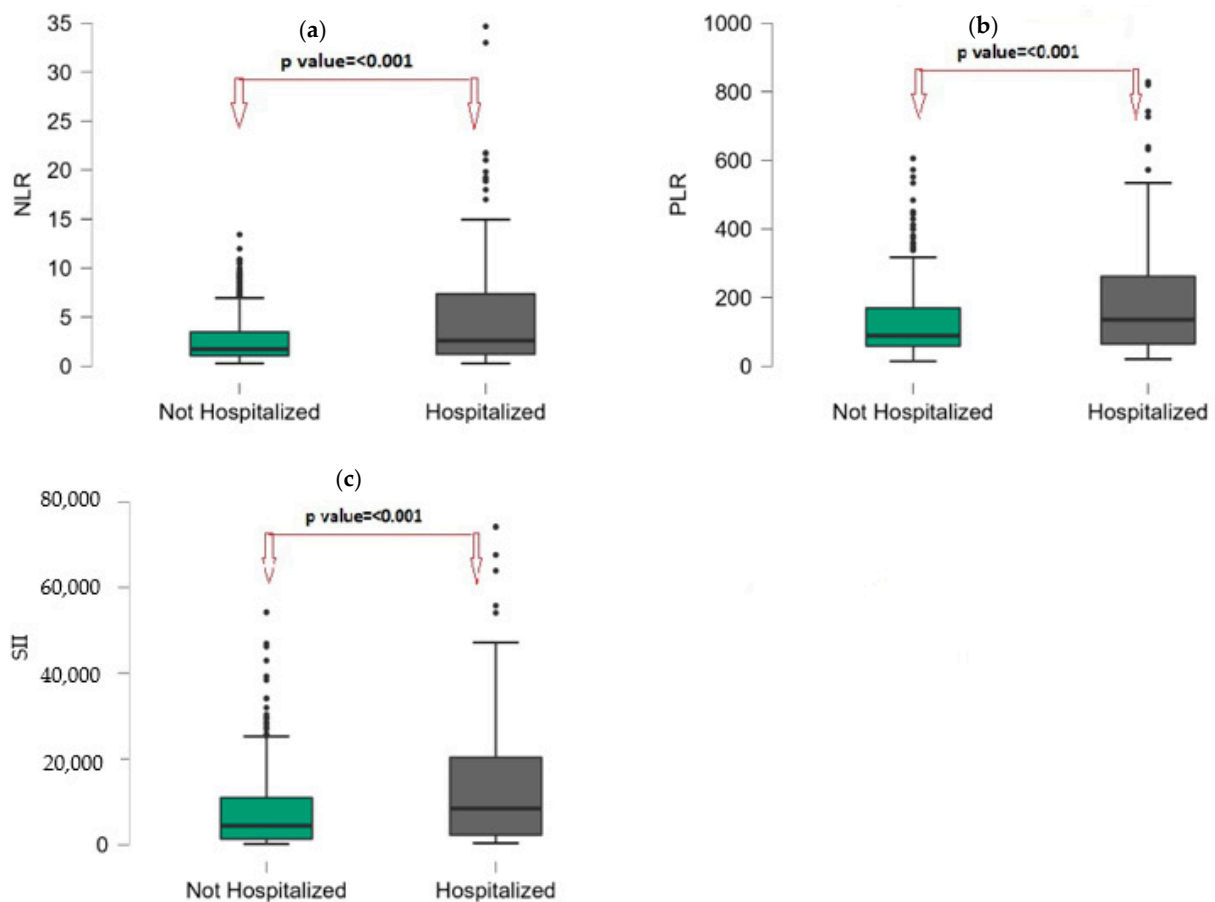 (a)
p value=<0.001
NLR
35
30
25
20
15
10
5
0
Not Hospitalized
Hospitalized
(b)
p value=<0.001
PLR
1000
800
600
400
200
0
Not Hospitalized
Hospitalized
(c)
p value=<0.001
SII
80,000
60,000
40,000
20,000
0
Not Hospitalized
Hospitalized